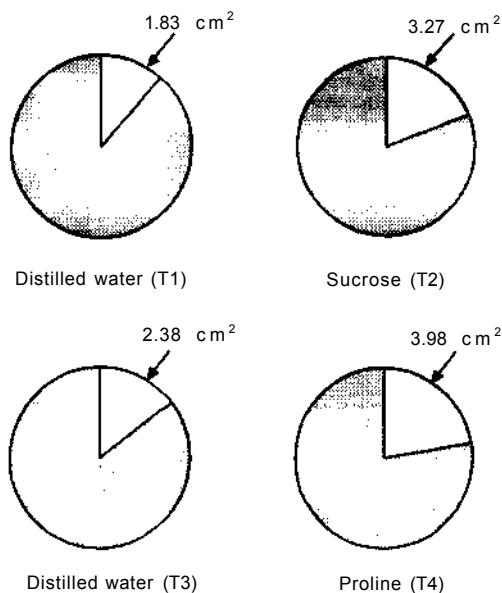 1.83 cm²
3.27 cm²
Distilled water (T1)
Sucrose (T2)
2.38 cm²
3.98 cm²
Distilled water (T3)
Proline (T4)